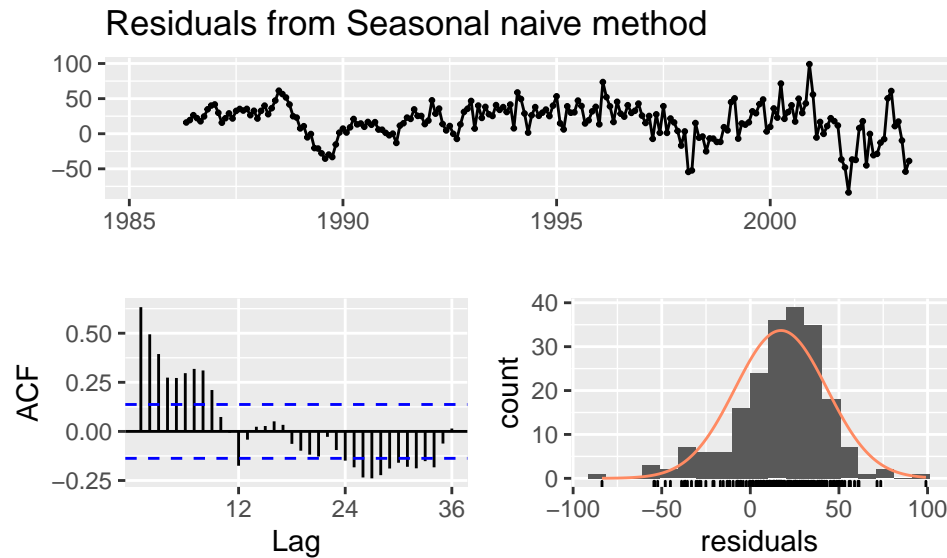 Residuals from Seasonal naive method
100
50
0
−50
1985 1990 1995 2000
ACF
0.50
0.25
0.00
−0.25
12 24 36
Lag
count
40
30
20
10
0
−100 −50 0 50 100
residuals